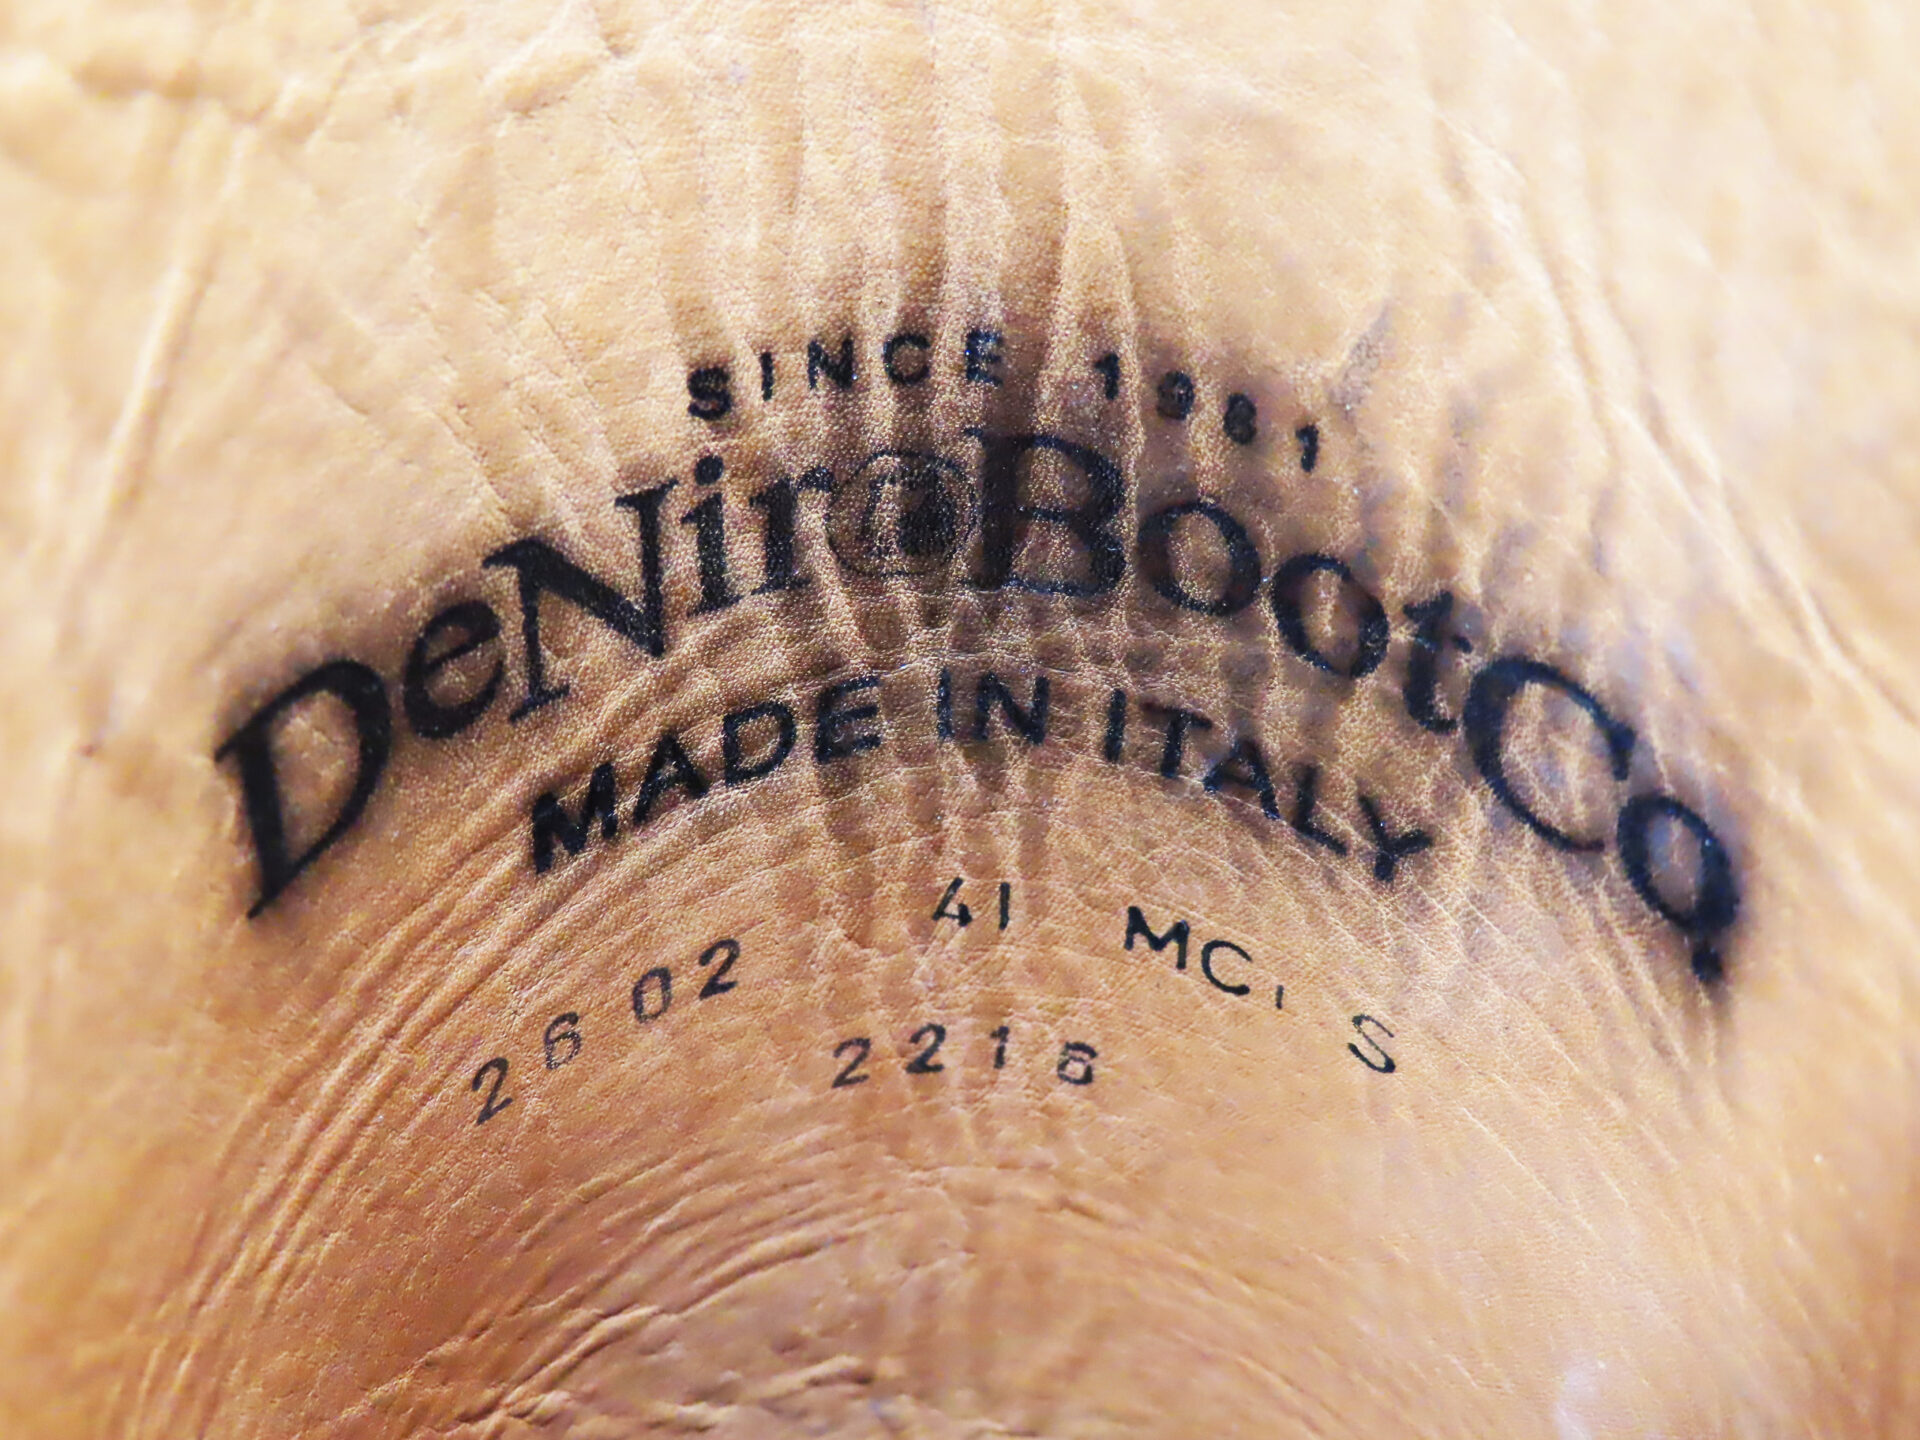 SINCE 1981
DeNiroBootCo.
MADE IN ITALY
2602 41 MC, S
2216